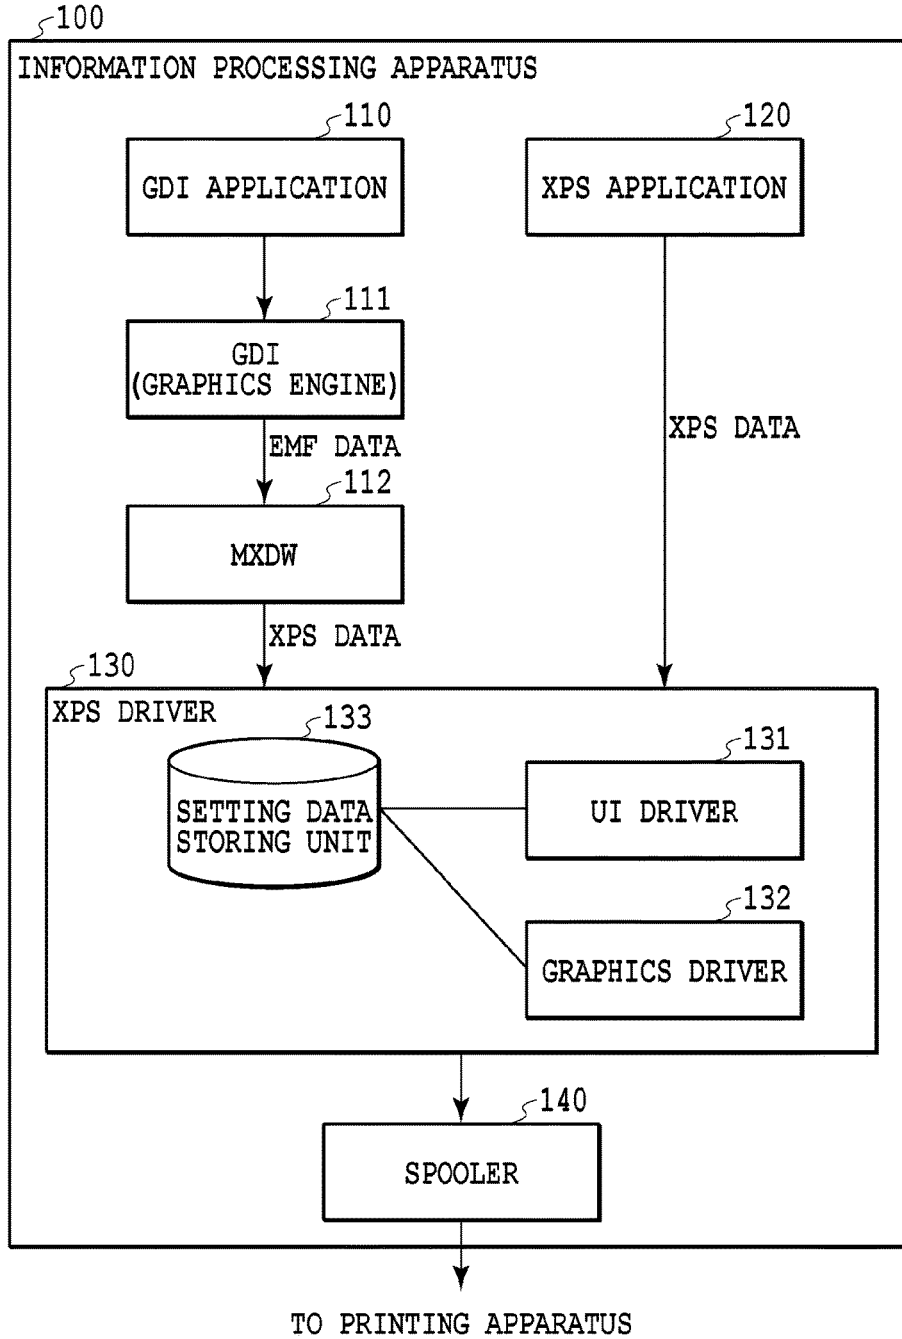 100
INFORMATION PROCESSING APPARATUS
110
GDI APPLICATION
120
XPS APPLICATION
111
GDI
(GRAPHICS ENGINE)
EMF DATA
XPS DATA
112
MXDW
XPS DATA
130
XPS DRIVER
133
SETTING DATA
STORING UNIT
131
UI DRIVER
132
GRAPHICS DRIVER
140
SPOOLER
TO PRINTING APPARATUS